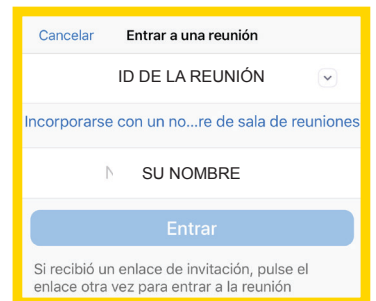 Cancelar Entrar a una reunión
ID DE LA REUNIÓN
Incorporarse con un no...re de sala de reuniones
SU NOMBRE
Entrar
Si recibió un enlace de invitación, pulse el
enlace otra vez para entrar a la reunión